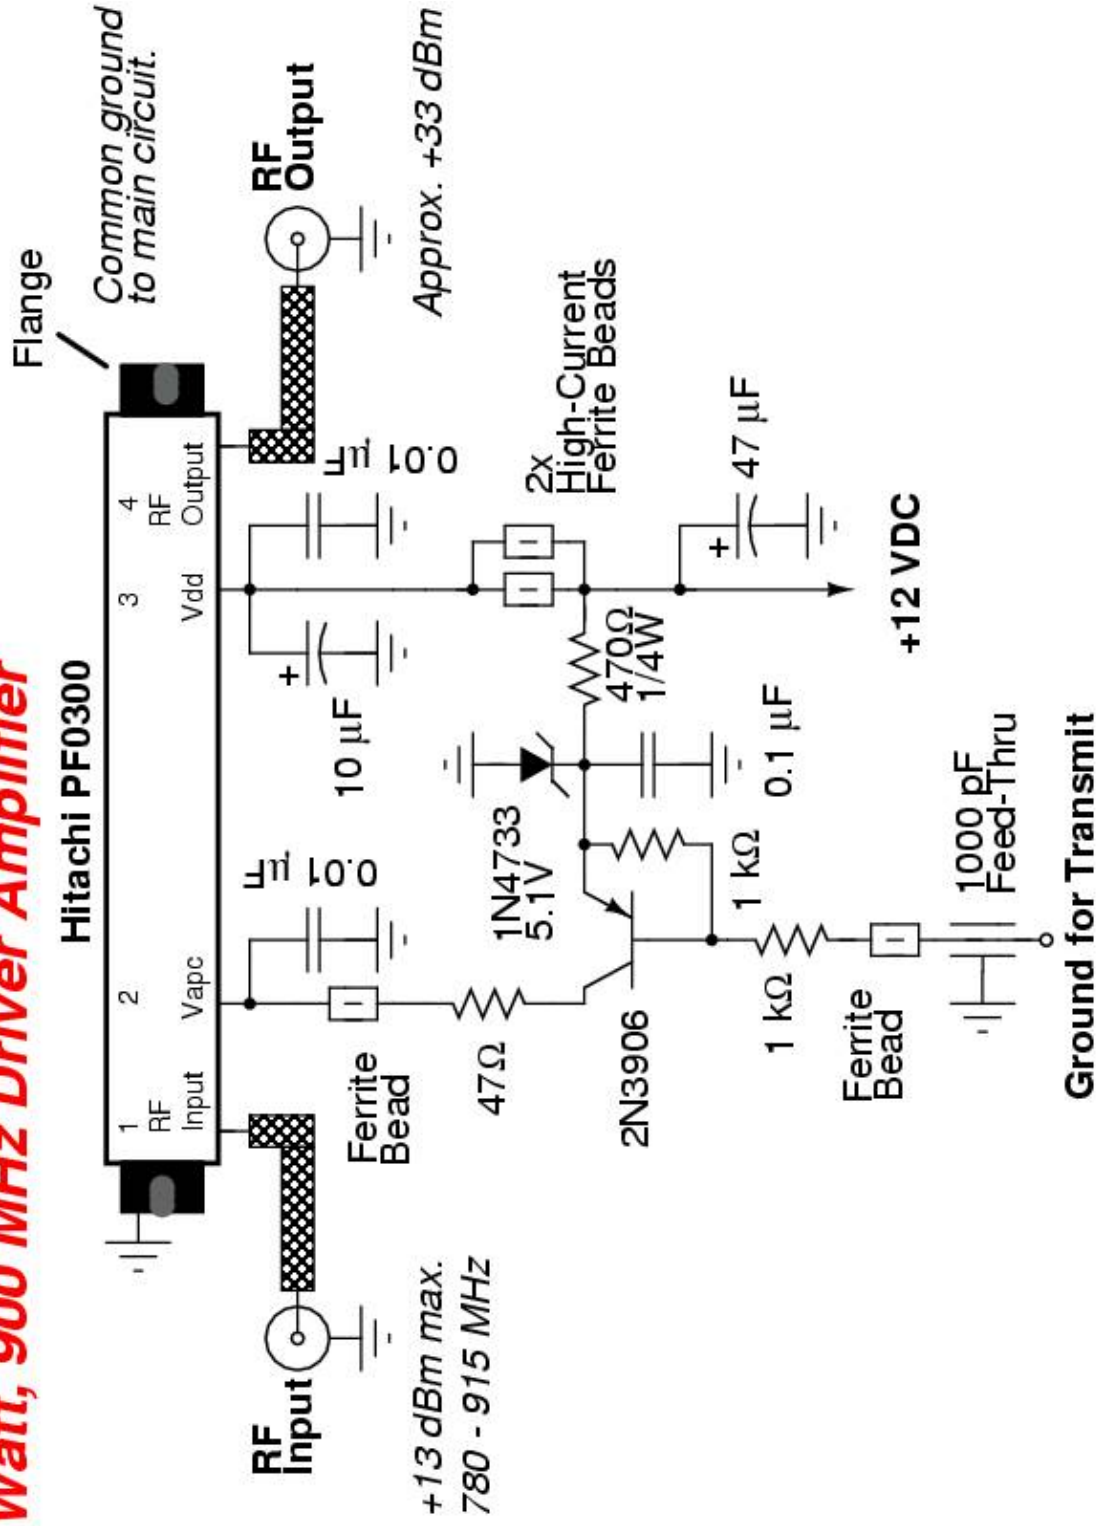 Watt, 900 MHz Driver Amplifier
Hitachi PF0300
Flange
Common ground
to main circuit.
1
RF
Input
2
Vapc
3
Vdd
4
RF
Output
RF
Input
+13 dBm max.
780 - 915 MHz
RF
Output
Approx. +33 dBm
0.01
µF
Ferrite
Bead
47Ω
2N3906
10 µF
+
0.01
µF
2x
High-Current
Ferrite Beads
1N4733
5.1V
470Ω
1/4W
0.1 µF
1 kΩ
1 kΩ
Ferrite
Bead
1000 pF
Feed-Thru
+
47 µF
+12 VDC
Ground for Transmit